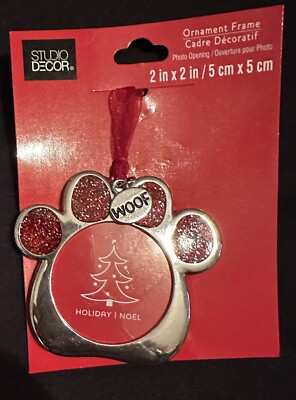 STUDIO
DECOR®
Ornament Frame
Cadre Décoratif
Photo Opening / Ouverture pour Photo
2 in x 2 in / 5 cm x 5 cm
WOOF
HOLIDAY | NOËL